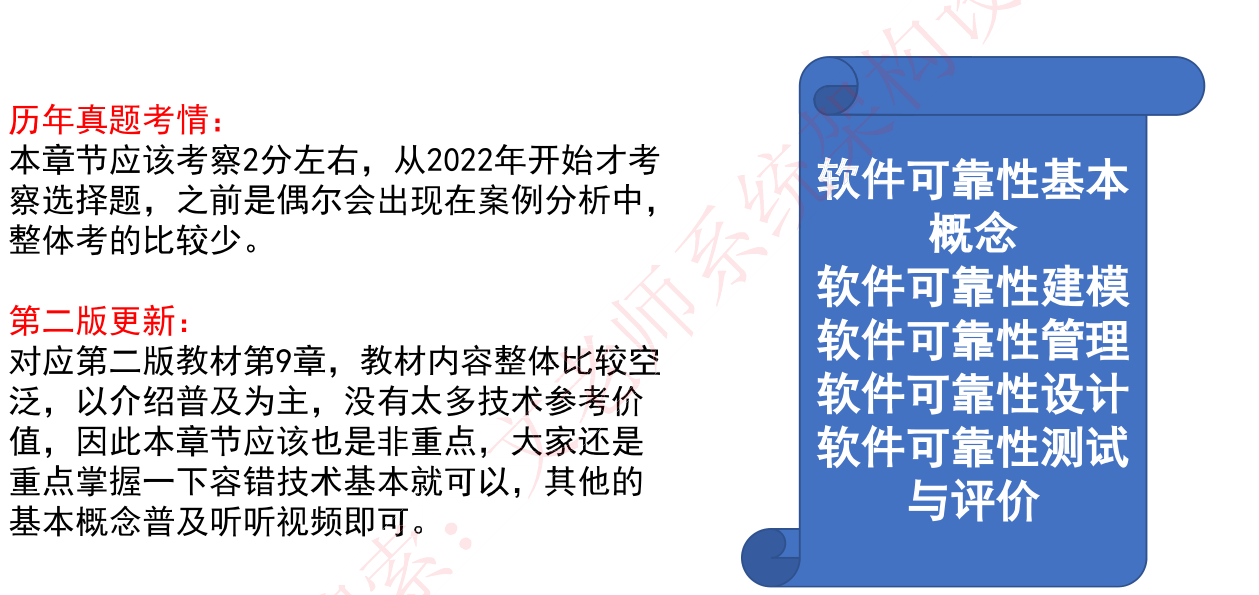 历年真题考情：
本章节应该考察2分左右，从2022年开始才考
察选择题，之前是偶尔会出现在案例分析中，
整体考的比较少。
第二版更新：
对应第二版教材第9章，教材内容整体比较空
泛，以介绍普及为主，没有太多技术参考价
值，因此本章节应该也是非重点，大家还是
重点掌握一下容错技术基本就可以，其他的
基本概念普及听听视频即可。
软件可靠性基本
概念
软件可靠性建模
软件可靠性管理
软件可靠性设计
软件可靠性测试
与评价
索：文老师系统架构设